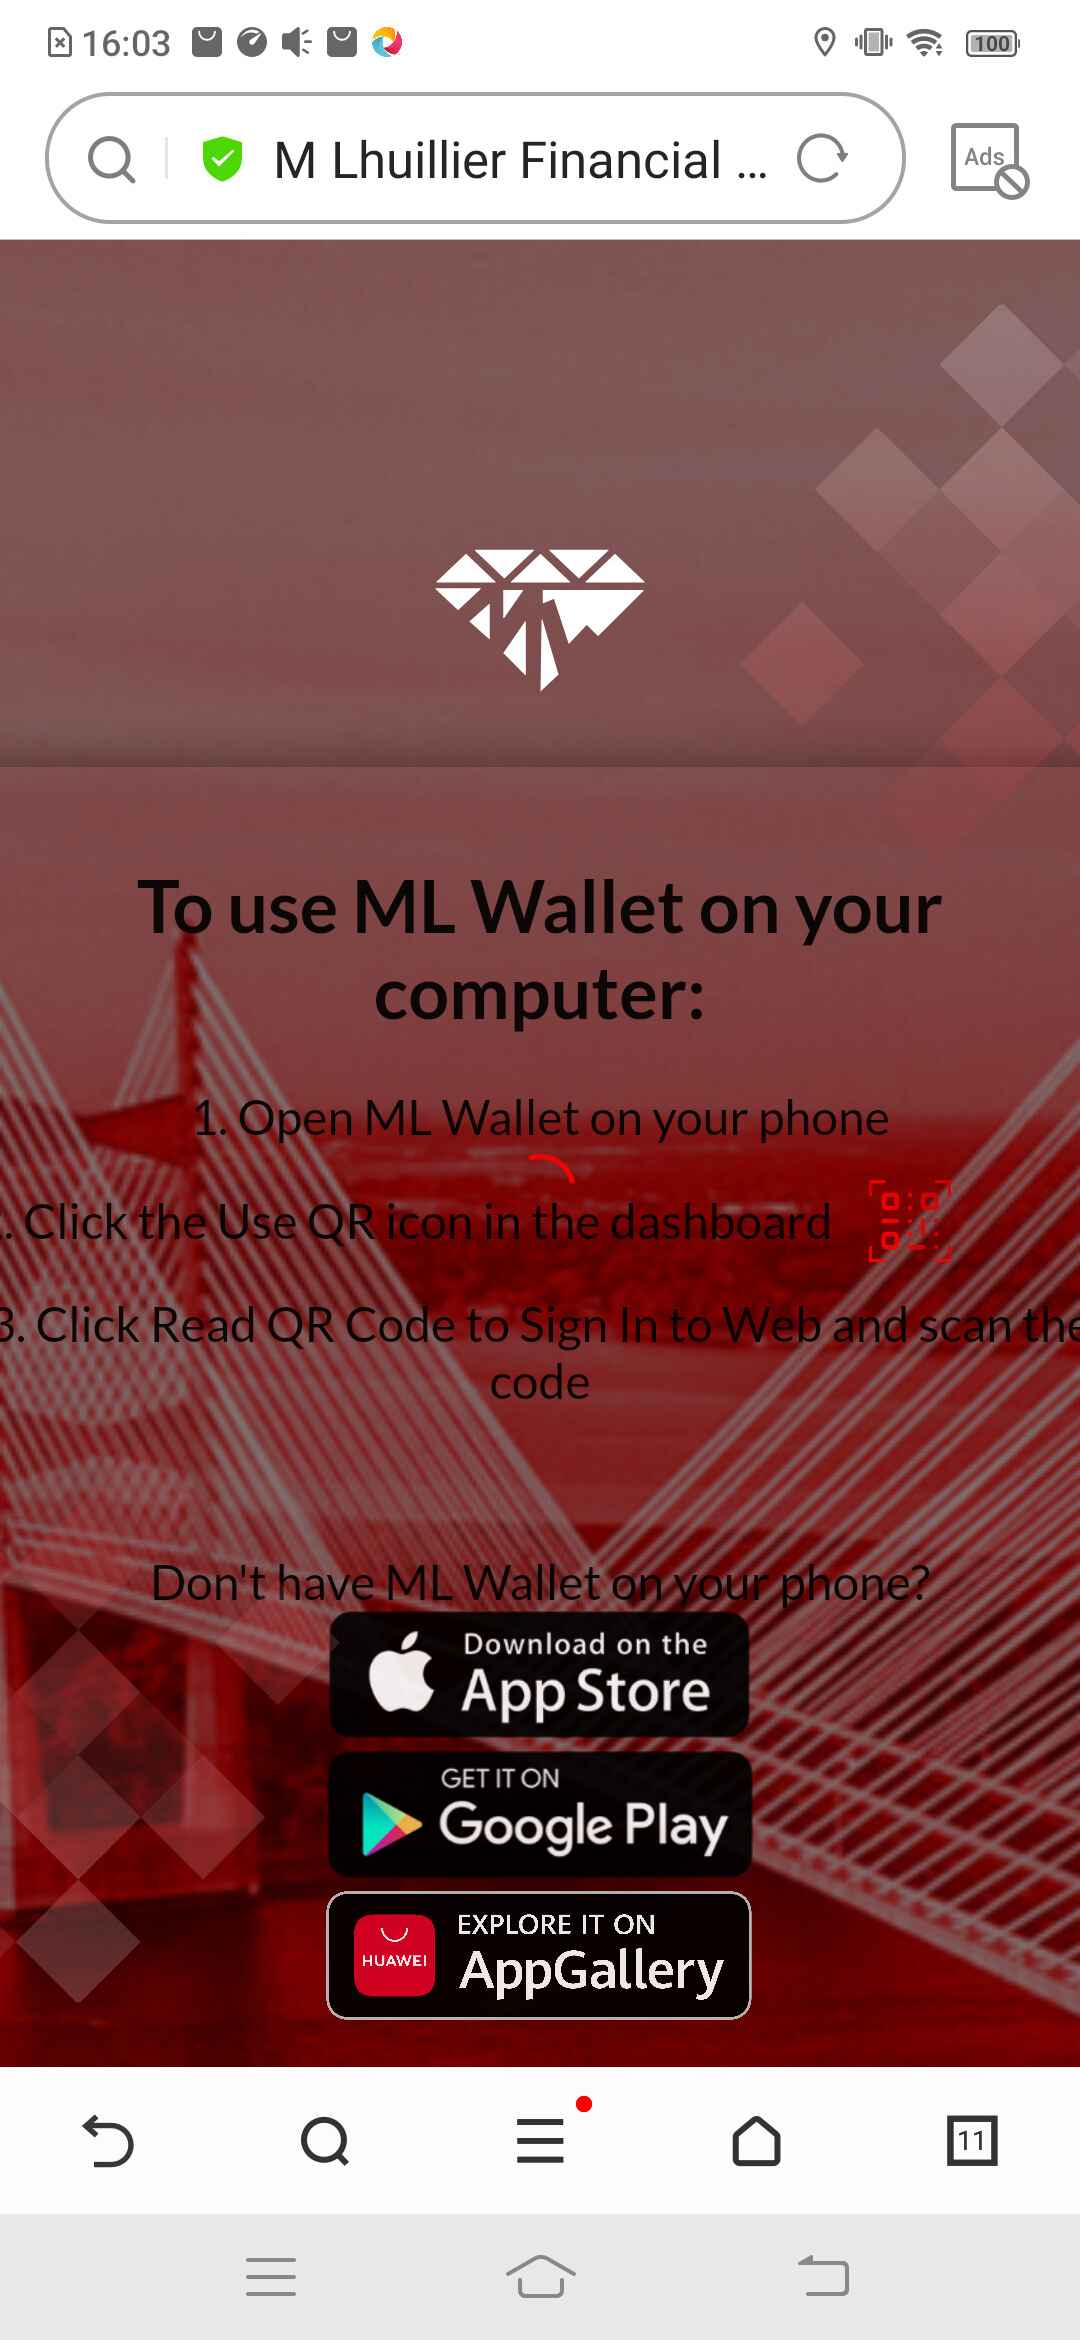 16:03
100
M Lhuillier Financial ...
Ads
To use ML Wallet on your
computer:
1. Open ML Wallet on your phone
. Click the Use QR icon in the dashboard
3. Click Read QR Code to Sign In to Web and scan the
code
Don't have ML Wallet on your phone?
Download on the
App Store
GET IT ON
Google Play
HUAWEI
EXPLORE IT ON
AppGallery
11